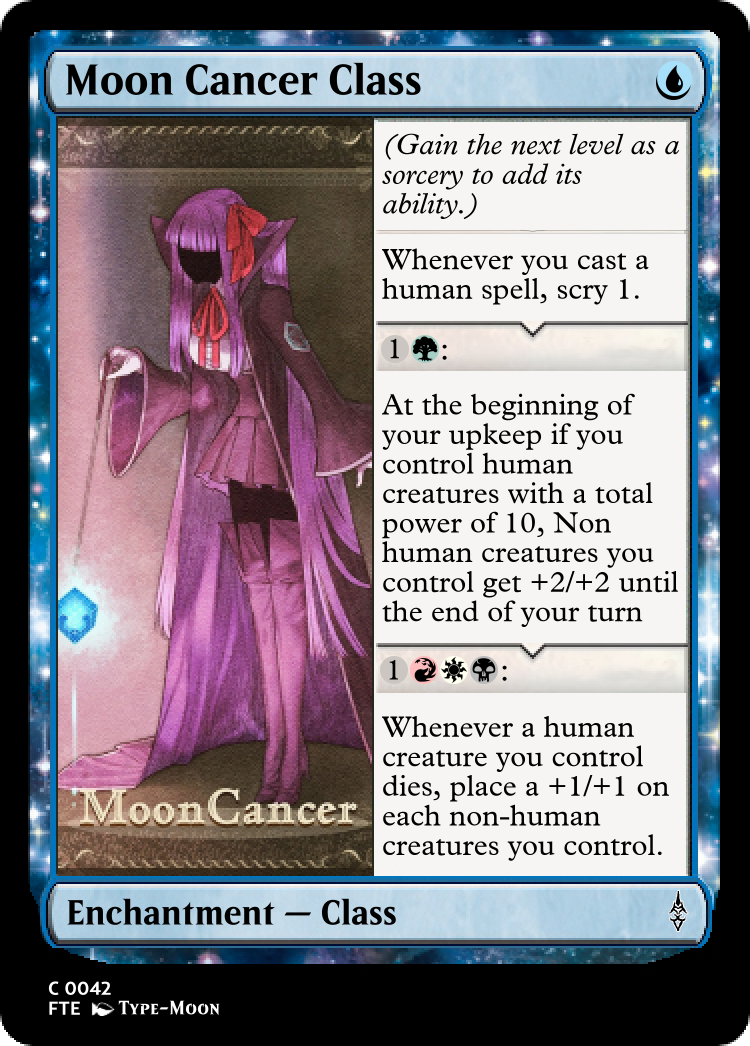 Moon Cancer Class
(Gain the next level as a
sorcery to add its
ability.)
Whenever you cast a
human spell, scry 1.
1 :
At the beginning of
your upkeep if you
control human
creatures with a total
power of 10, Non
human creatures you
control get +2/+2 until
the end of your turn
1 :
Whenever a human
creature you control
dies, place a +1/+1 on
each non-human
creatures you control.
MoonCancer
Enchantment — Class
C 0042
FTE Type-Moon